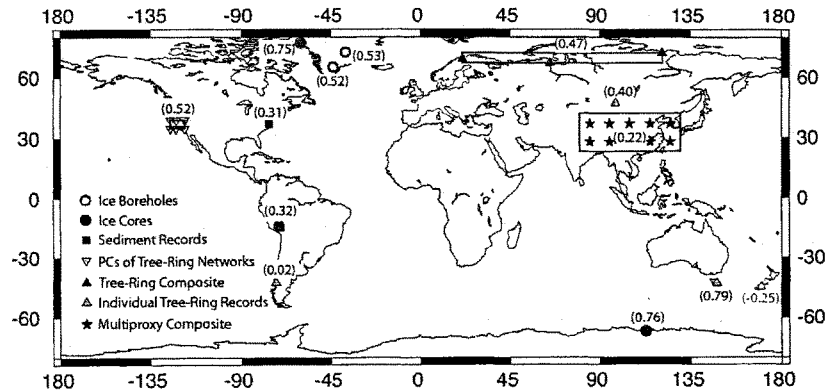 180 -135 -90 -45 0 45 90 135 180
(0.75)
(0.53)
(0.52)
(0.47)
60 60
(0.52)
(0.31)
(0.40)
30 30
(0.22)
0 0
Ice Boreholes
Ice Cores
(0.32)
Sediment Records
PCs of Tree-Ring Networks
-30 -30
(0.02)
Tree-Ring Composite
Individual Tree-Ring Records
(0.79) (-0.25)
Multiproxy Composite
-60 -60
(0.76)
180 -135 -90 -45 0 45 90 135 180